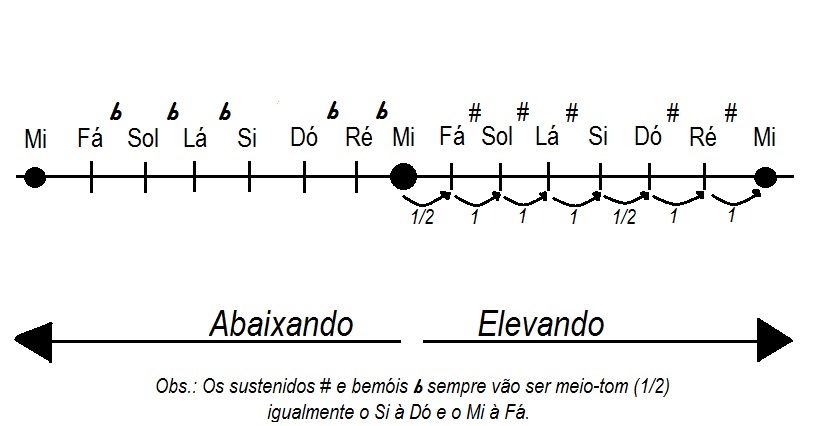 b b b b b # # # # #
Mi Fá Sol Lá Si Dó Ré Mi Fá Sol Lá Si Dó Ré Mi
1/2 1 1 1 1/2 1 1
Abaixando Elevando
Obs.: Os sustenidos # e bemóis b sempre vão ser meio-tom (1/2)
igualmente o Si à Dó e o Mi à Fá.